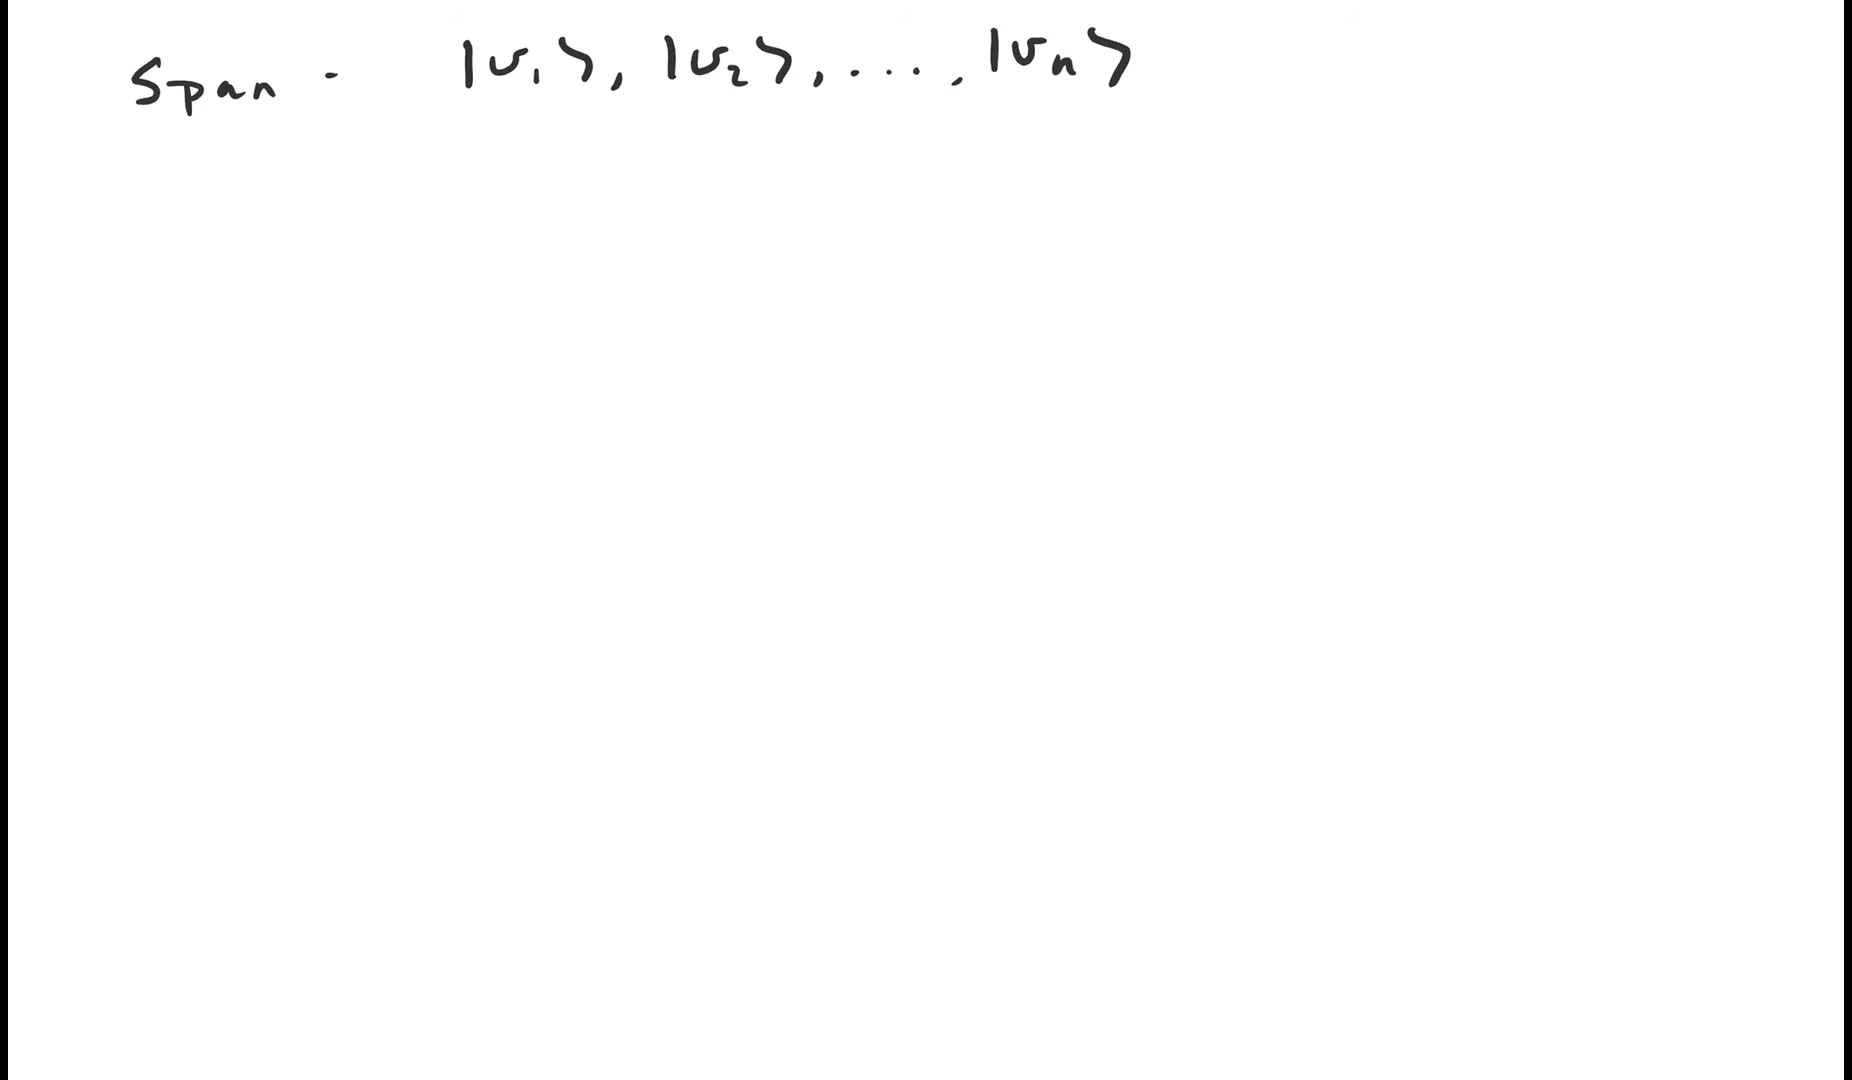 Span - |v₁⟩, |v₂⟩, ...., |vₙ⟩